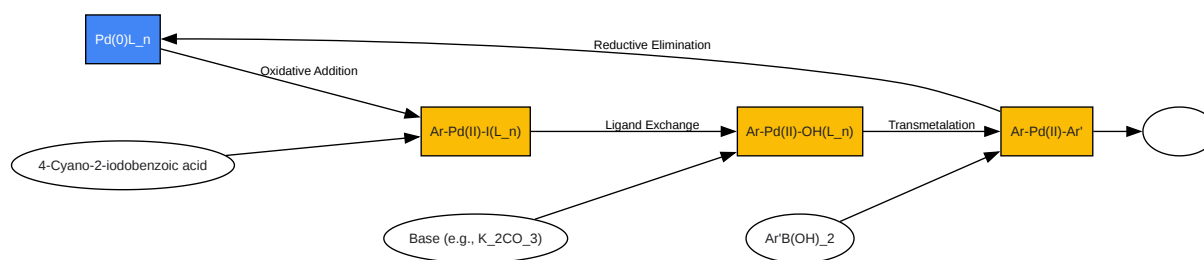 Pd(0)L_n
Reductive Elimination
Oxidative Addition
Ar-Pd(II)-I(L_n)
Ligand Exchange
Ar-Pd(II)-OH(L_n)
Transmetalation
Ar-Pd(II)-Ar'
4-Cyano-2-iodobenzoic acid
Base (e.g., K_2CO_3)
Ar'B(OH)_2